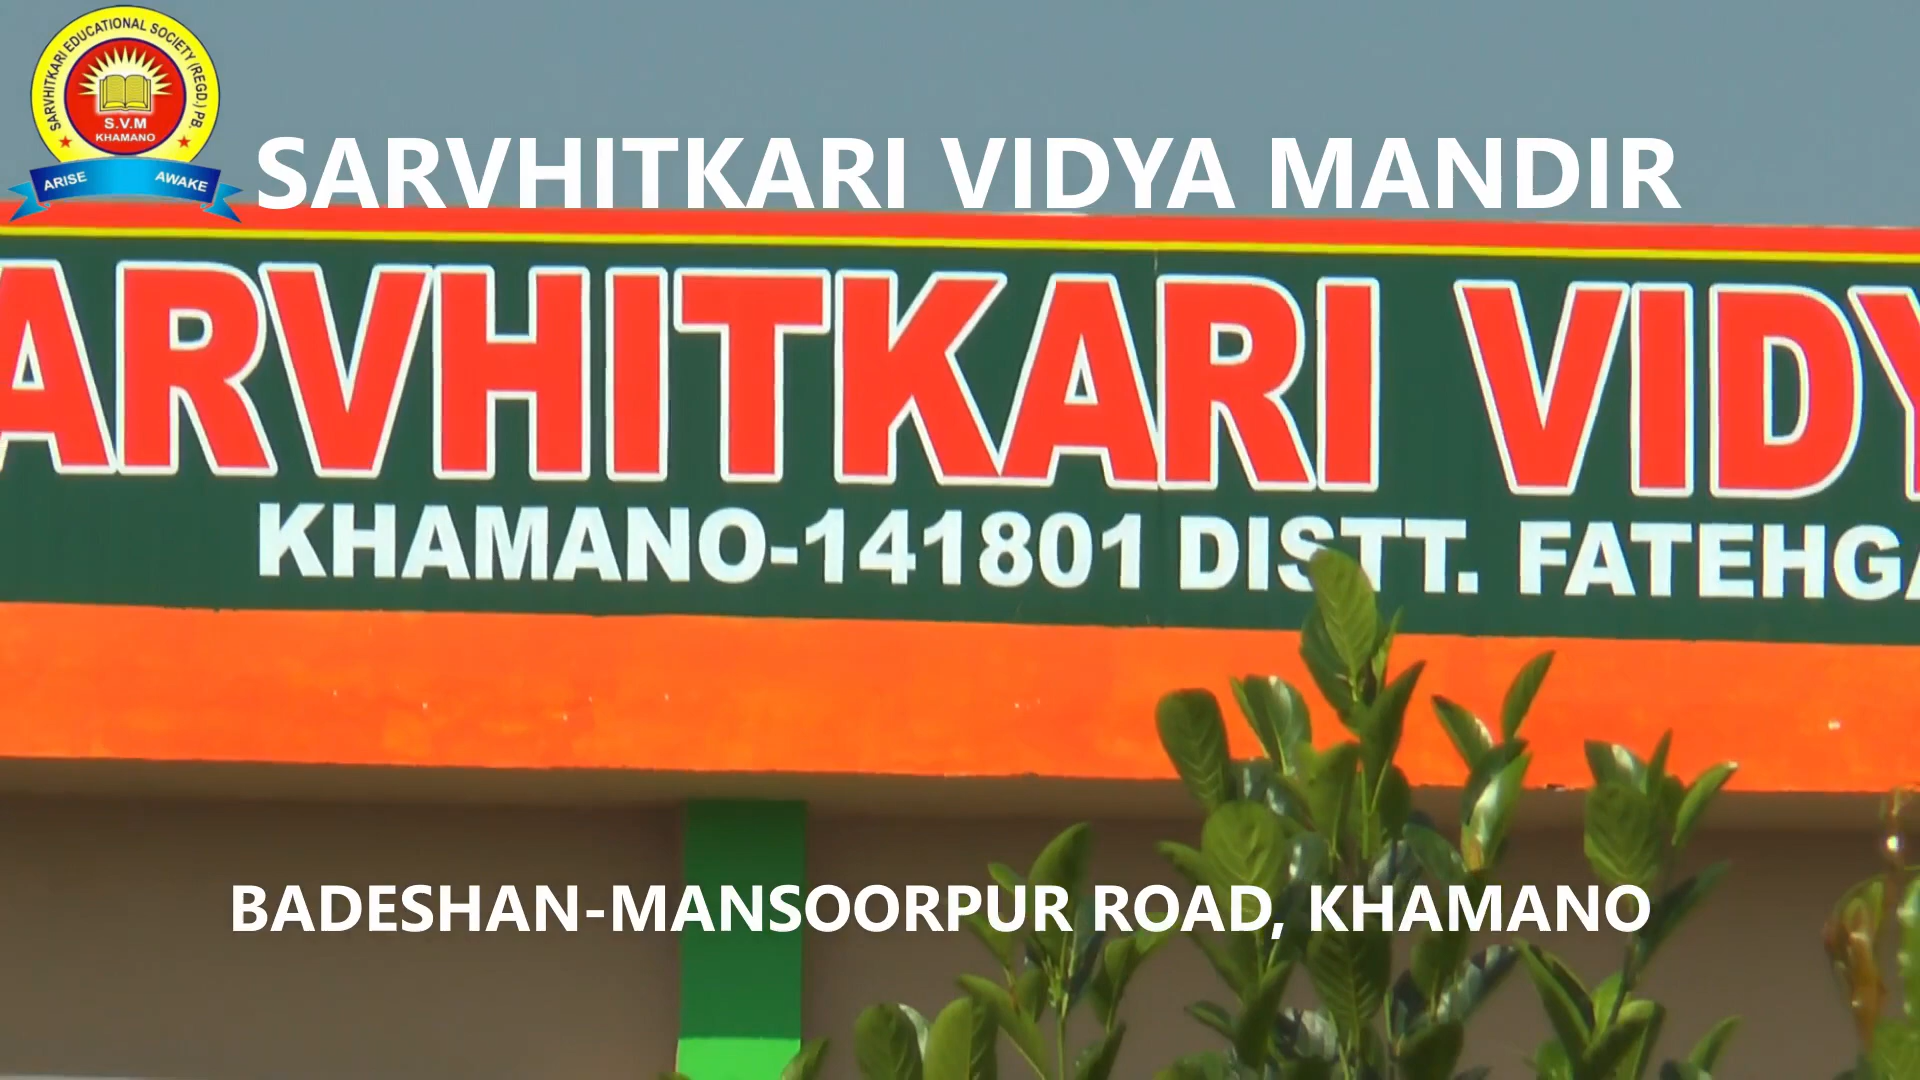 SARVHITKARI EDUCATIONAL SOCIETY (REGD.) PB.
S.V.M
KHAMANO
ARISE AWAKE
SARVHITKARI VIDYA MANDIR
ARVHITKARI VIDY
KHAMANO-141801 DISTT. FATEHGA
BADESHAN-MANSOORPUR ROAD, KHAMANO